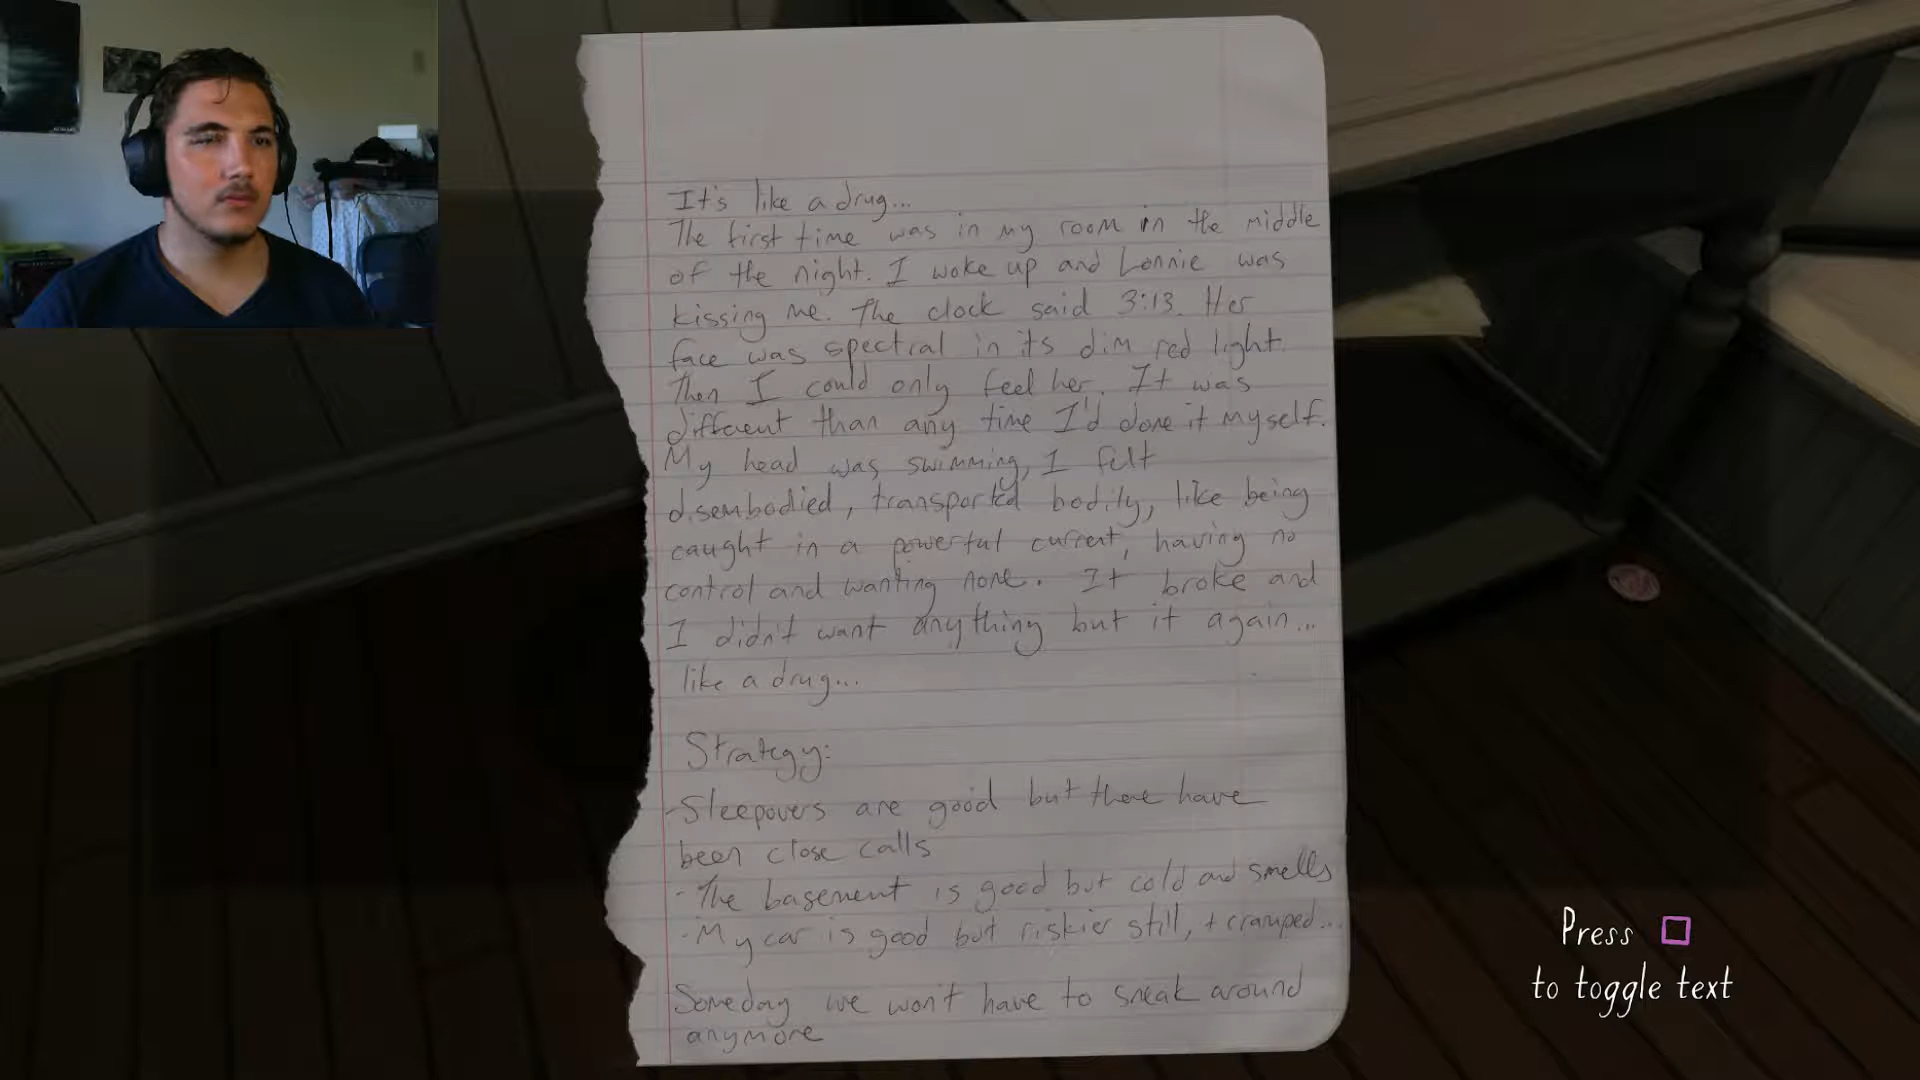 It's like a drug...
The first time was in my room in the middle
of the night. I woke up and Lonnie was
kissing me. The clock said 3:13. Her
face was spectral in its dim red light.
Then I could only feel her. It was
different than any time I'd done it myself.
My head was swimming, I felt
disembodied, transported bodily, like being
caught in a powerful current, having no
control and wanting none. It broke and
I didn't want anything but it again...
like a drug...
Strategy:
-Sleepovers are good but there have
been close calls
-The basement is good but cold and smells
-My car is good but riskier still, + cramped...
Someday we won't have to sneak around
anymore
Press □
to toggle text